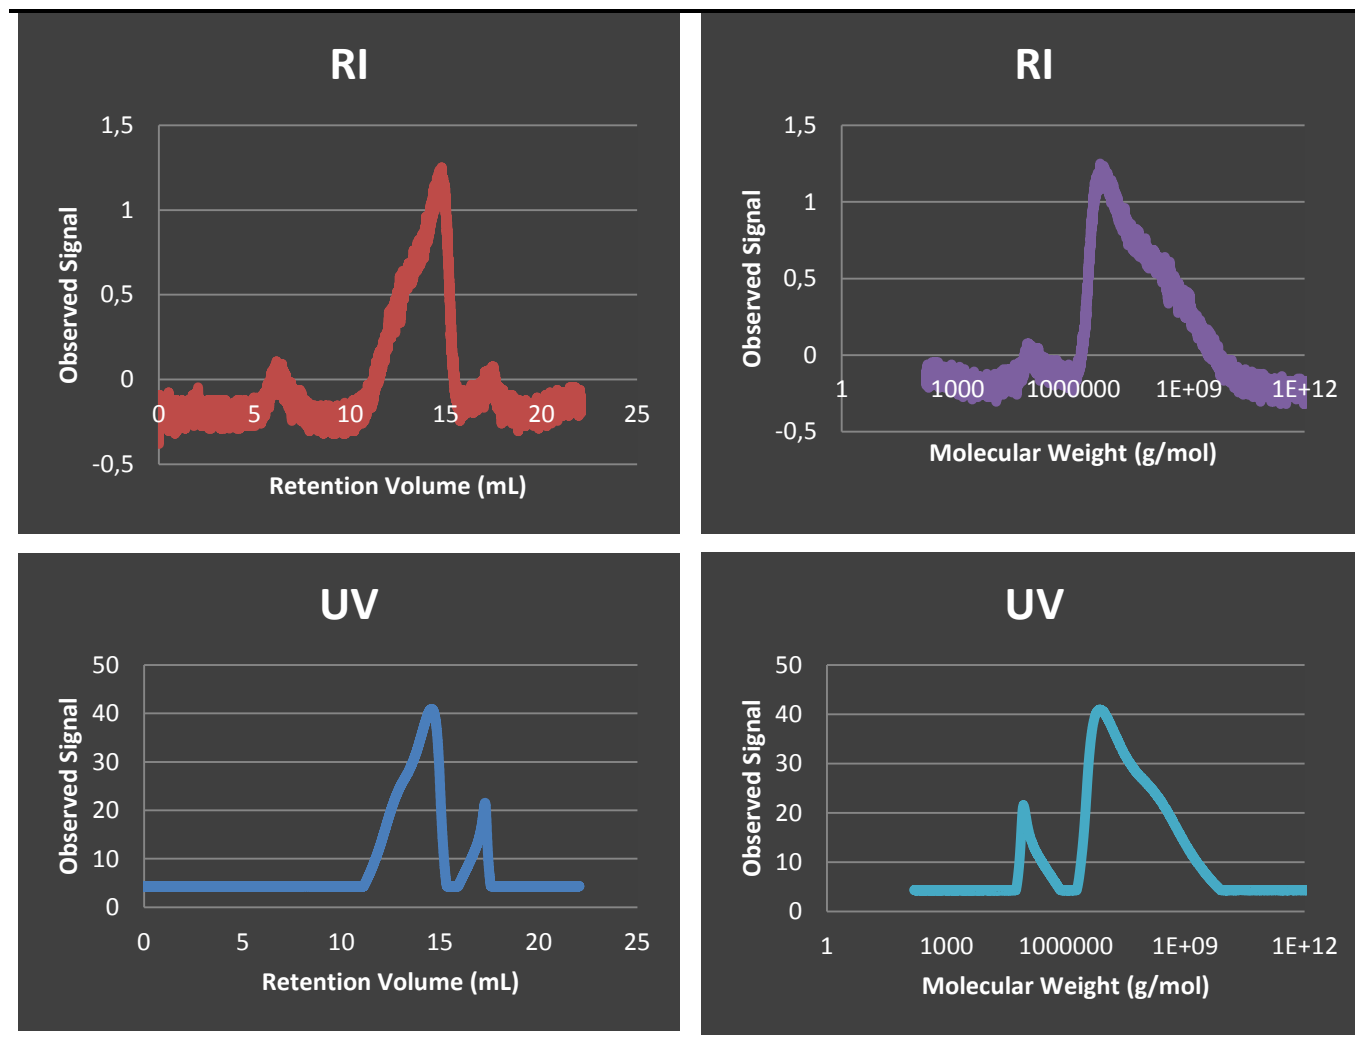 RI
1,5
1
0,5
0
-0,5
0 5 10 15 20 25
Observed Signal
Retention Volume (mL)
RI
1,5
1
0,5
0
-0,5
1 1000 1000000 1E+09 1E+12
Observed Signal
Molecular Weight (g/mol)
UV
50
40
30
20
10
0
0 5 10 15 20 25
Observed Signal
Retention Volume (mL)
UV
50
40
30
20
10
0
1 1000 1000000 1E+09 1E+12
Observed Signal
Molecular Weight (g/mol)